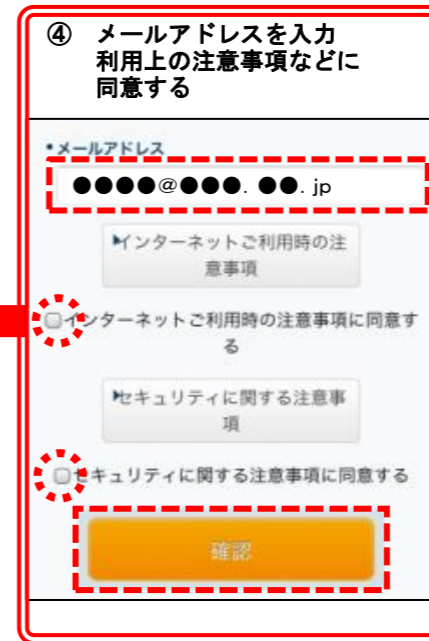 ④ メールアドレスを入力
利用上の注意事項などに
同意する
•メールアドレス
●●●●@●●●. ●●. jp
インターネットご利用時の注
意事項
インターネットご利用時の注意事項に同意す
る
セキュリティに関する注意事
項
セキュリティに関する注意事項に同意する
確認